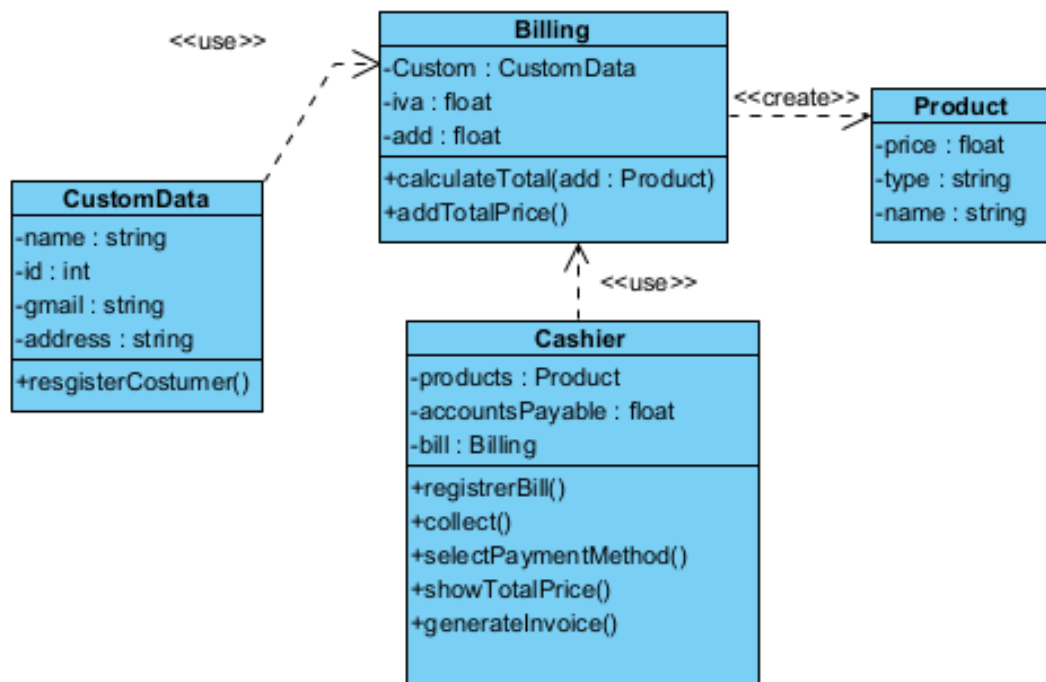 <<use>>
Billing
-Custom : CustomData
-iva : float
-add : float
+calculateTotal(add : Product)
+addTotalPrice()
<<create>>
Product
-price : float
-type : string
-name : string
CustomData
-name : string
-id : int
-gmail : string
-address : string
+resgisterCostumer()
<<use>>
Cashier
-products : Product
-accountsPayable : float
-bill : Billing
+registrerBill()
+collect()
+selectPaymentMethod()
+showTotalPrice()
+generateInvoice()